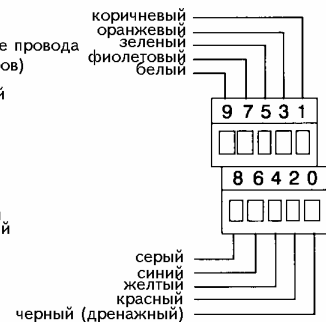 коричневый
оранжевый
зеленый
е провода
фиолетовый
ов)
белый
й
9 7 5 3 1
8 6 4 2 0
й
серый
синий
желтый
красный
черный (дренажный)